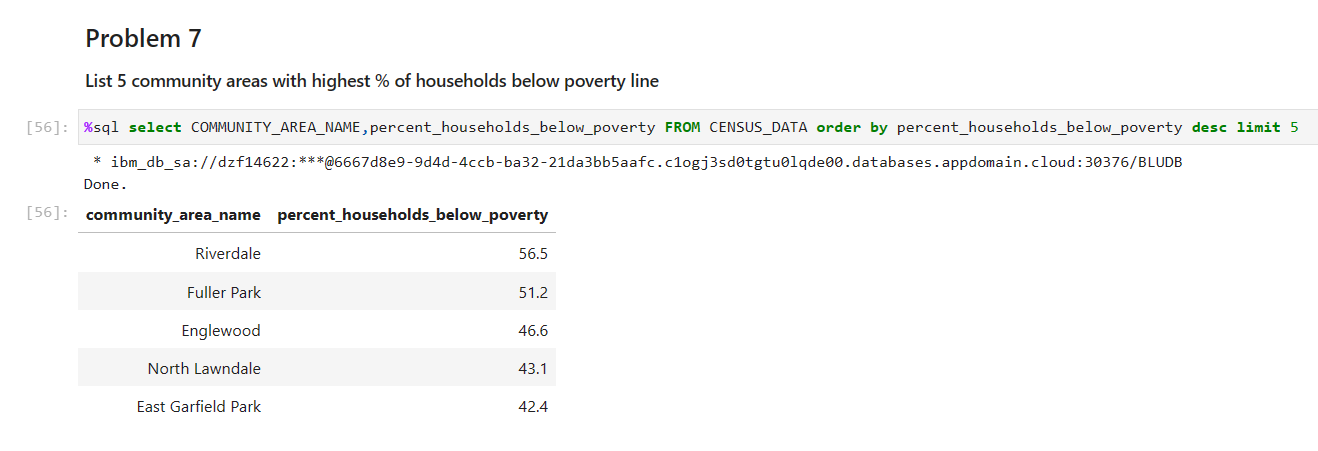 Problem 7
List 5 community areas with highest % of households below poverty line
[56]: %sql select COMMUNITY_AREA_NAME,percent_households_below_poverty FROM CENSUS_DATA order by percent_households_below_poverty desc limit 5
* ibm_db_sa://dzf14622:***@6667d8e9-9d4d-4ccb-ba32-21da3bb5aafc.c1ogj3sd0tgtu0lqde00.databases.appdomain.cloud:30376/BLUDB
Done.
[56]: community_area_name percent_households_below_poverty
Riverdale 56.5
Fuller Park 51.2
Englewood 46.6
North Lawndale 43.1
East Garfield Park 42.4